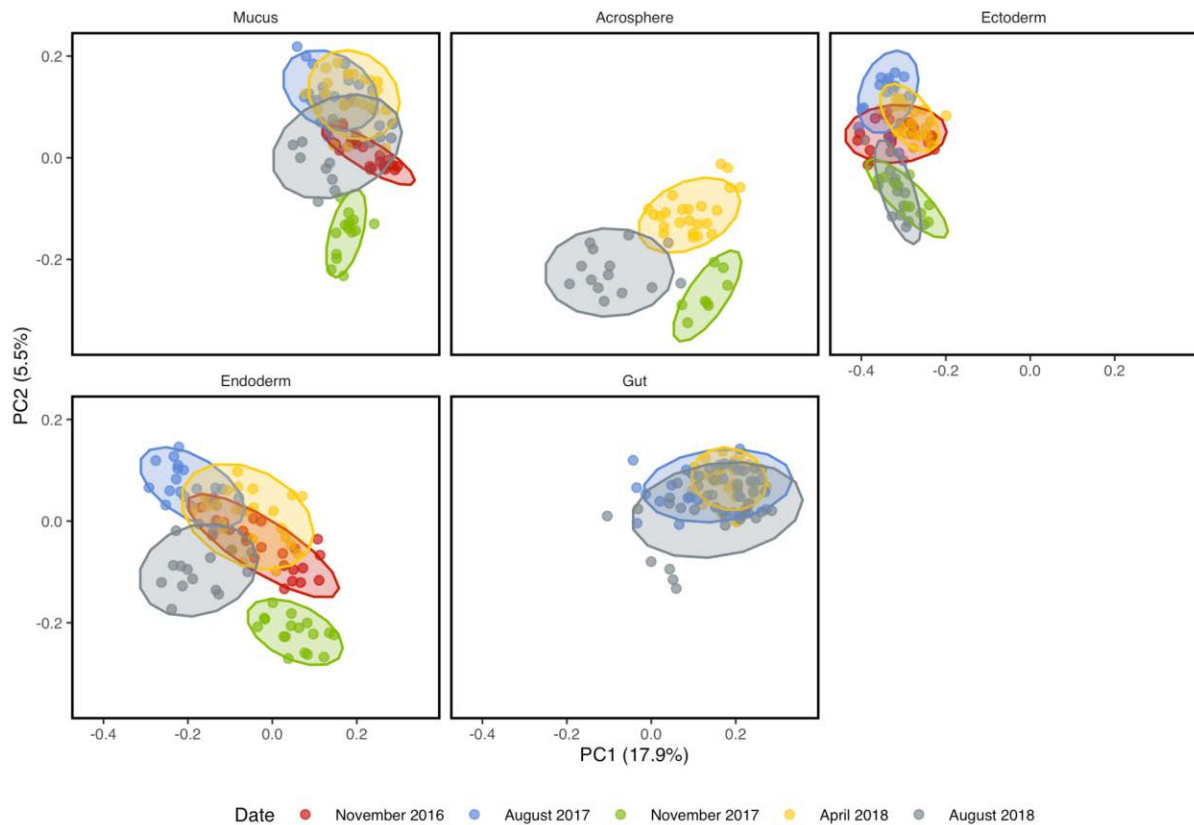 Mucus
Acrosphere
Ectoderm
0.2
0.0
-0.2
-0.4 -0.2 0.0 0.2
PC2 (5.5%)
Endoderm
Gut
0.2
0.0
-0.2
-0.4 -0.2 0.0 0.2
-0.4 -0.2 0.0 0.2
PC1 (17.9%)
Date November 2016 August 2017 November 2017 April 2018 August 2018